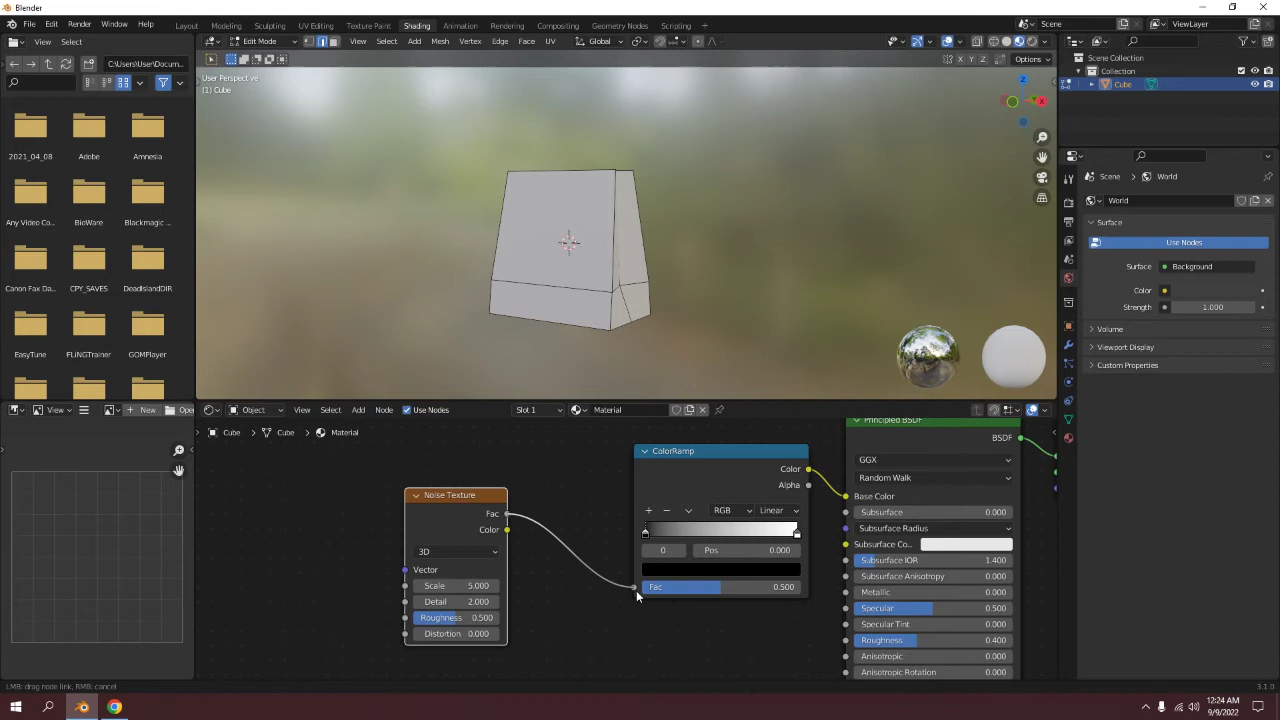 Blender
File Edit Render Window Help Layout Modeling Sculpting UV Editing Texture Paint Shading Animation Rendering Compositing Geometry Nodes Scripting Scene ViewLayer
View Select Edit Mode View Select Add Mesh Vertex Edge Face UV Global
C:\Users\User\Docum... X Y Z Options
Scene Collection
Collection
Cube
User Perspective
(1) Cube
X
2021_04_08 Adobe Amnesia
Any Video Co... BioWare Blackmagic ...
Canon Fax Da... CPY_SAVES DeadIslandDIR
EasyTune FLiNGTrainer GOMPlayer
Scene World
World
Surface
Use Nodes
Surface Background
Color
Strength 1.000
Volume
Viewport Display
Custom Properties
View New Open
Object View Select Add Node Use Nodes Slot 1 Material
Cube Cube Material
Noise Texture
Fac
Color
3D
Vector
Scale 5.000
Detail 2.000
Roughness 0.500
Distortion 0.000
ColorRamp
Color
Alpha
RGB Linear
0 Pos 0.000
Fac 0.500
Principled BSDF
BSDF
GGX
Random Walk
Base Color
Subsurface 0.000
Subsurface Radius
Subsurface Co...
Subsurface IOR 1.400
Subsurface Anisotropy 0.000
Metallic 0.000
Specular 0.500
Specular Tint 0.000
Roughness 0.400
Anisotropic 0.000
Anisotropic Rotation 0.000
LMB: drag node link, RMB: cancel 3.1.0
12:24 AM
9/9/2022